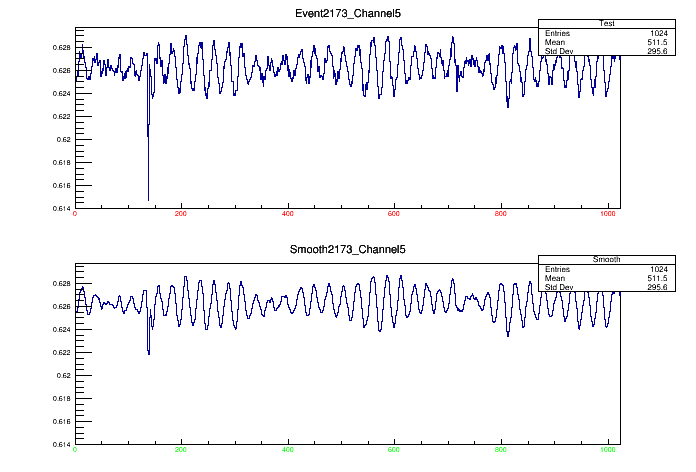 Event2173_Channel5
Test
Entries 1024
Mean 511.5
Std Dev 295.6
0.628
0.626
0.624
0.622
0.62
0.618
0.616
0.614
0 200 400 600 800 1000
Smooth2173_Channel5
Smooth
Entries 1024
Mean 511.5
Std Dev 295.6
0.628
0.626
0.624
0.622
0.62
0.618
0.616
0.614
0 200 400 600 800 1000